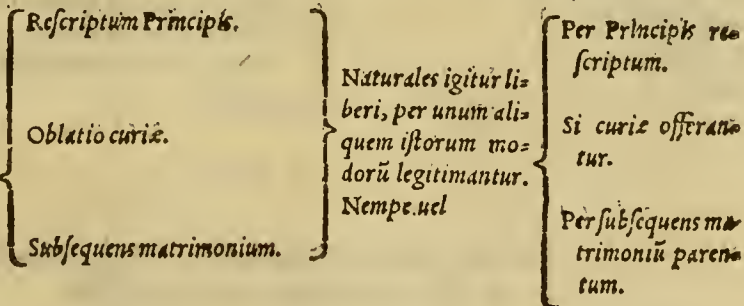 Reſcriptum Principis.
Oblatio curiæ.
Subſequens matrimonium.
Naturales igitur li=
beri, per unum ali=
quem iſtorum mo=
dorū legitimantur.
Nempe uel
Per Principis re=
ſcriptum.
Si curiæ offeran=
tur.
Per ſubſequens ma=
trimoniū paren=
tum.